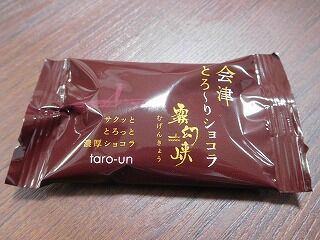 会津
とろ〜りショコラ
霧幻峡
むげんきょう
サクッと
とろっと
濃厚ショコラ
taro-un